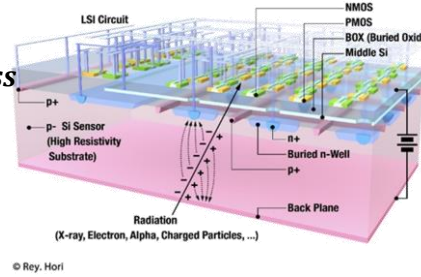 NMOS
PMOS
BOX (Buried Oxid
Middle Si
LSI Circuit
ss
p+
p- Si Sensor
(High Resistivity
Substrate)
n+
Buried n-Well
p+
Radiation
(X-ray, Electron, Alpha, Charged Particles, ...)
Back Plane
© Rey. Hori